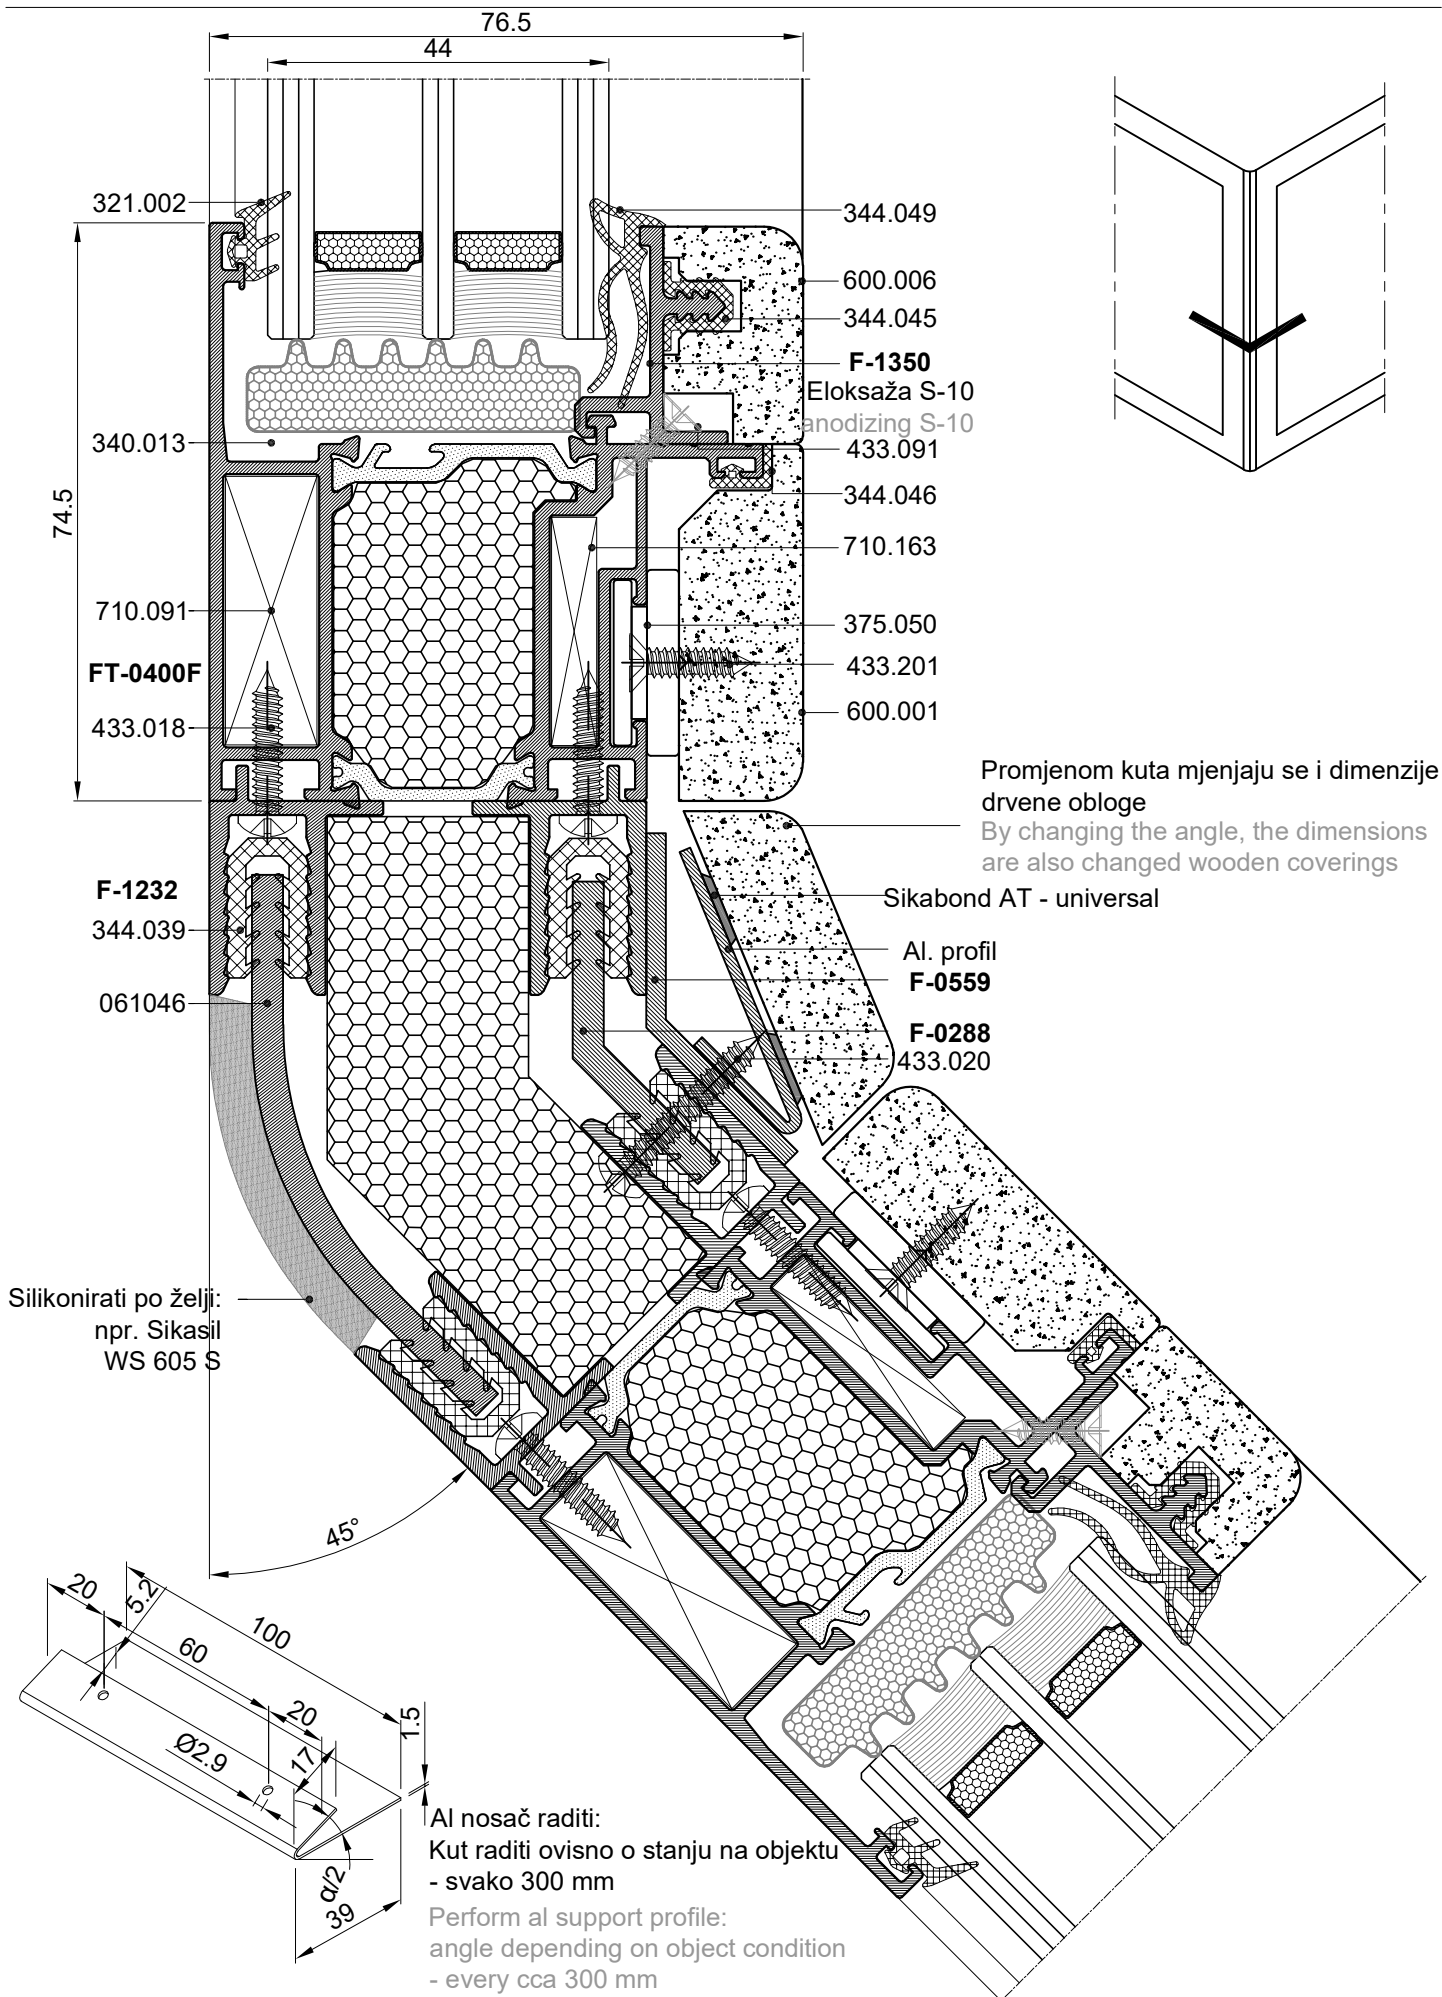 76.5
44
321.002
344.049
600.006
344.045
F-1350
Eloksaža S-10
anodizing S-10
340.013
433.091
344.046
74.5
710.163
710.091
375.050
FT-0400F
433.201
433.018
600.001
Promjenom kuta mjenjaju se i dimenzije
drvene obloge
By changing the angle, the dimensions
are also changed wooden coverings
F-1232
Sikabond AT - universal
344.039
Al. profil
F-0559
061046
F-0288
433.020
Silikonirati po želji:
npr. Sikasil
WS 605 S
45°
20
5.2
100
60
20
1.5
Ø2.9
17
α/2
39
Al nosač raditi:
Kut raditi ovisno o stanju na objektu
- svako 300 mm
Perform al support profile:
angle depending on object condition
- every cca 300 mm